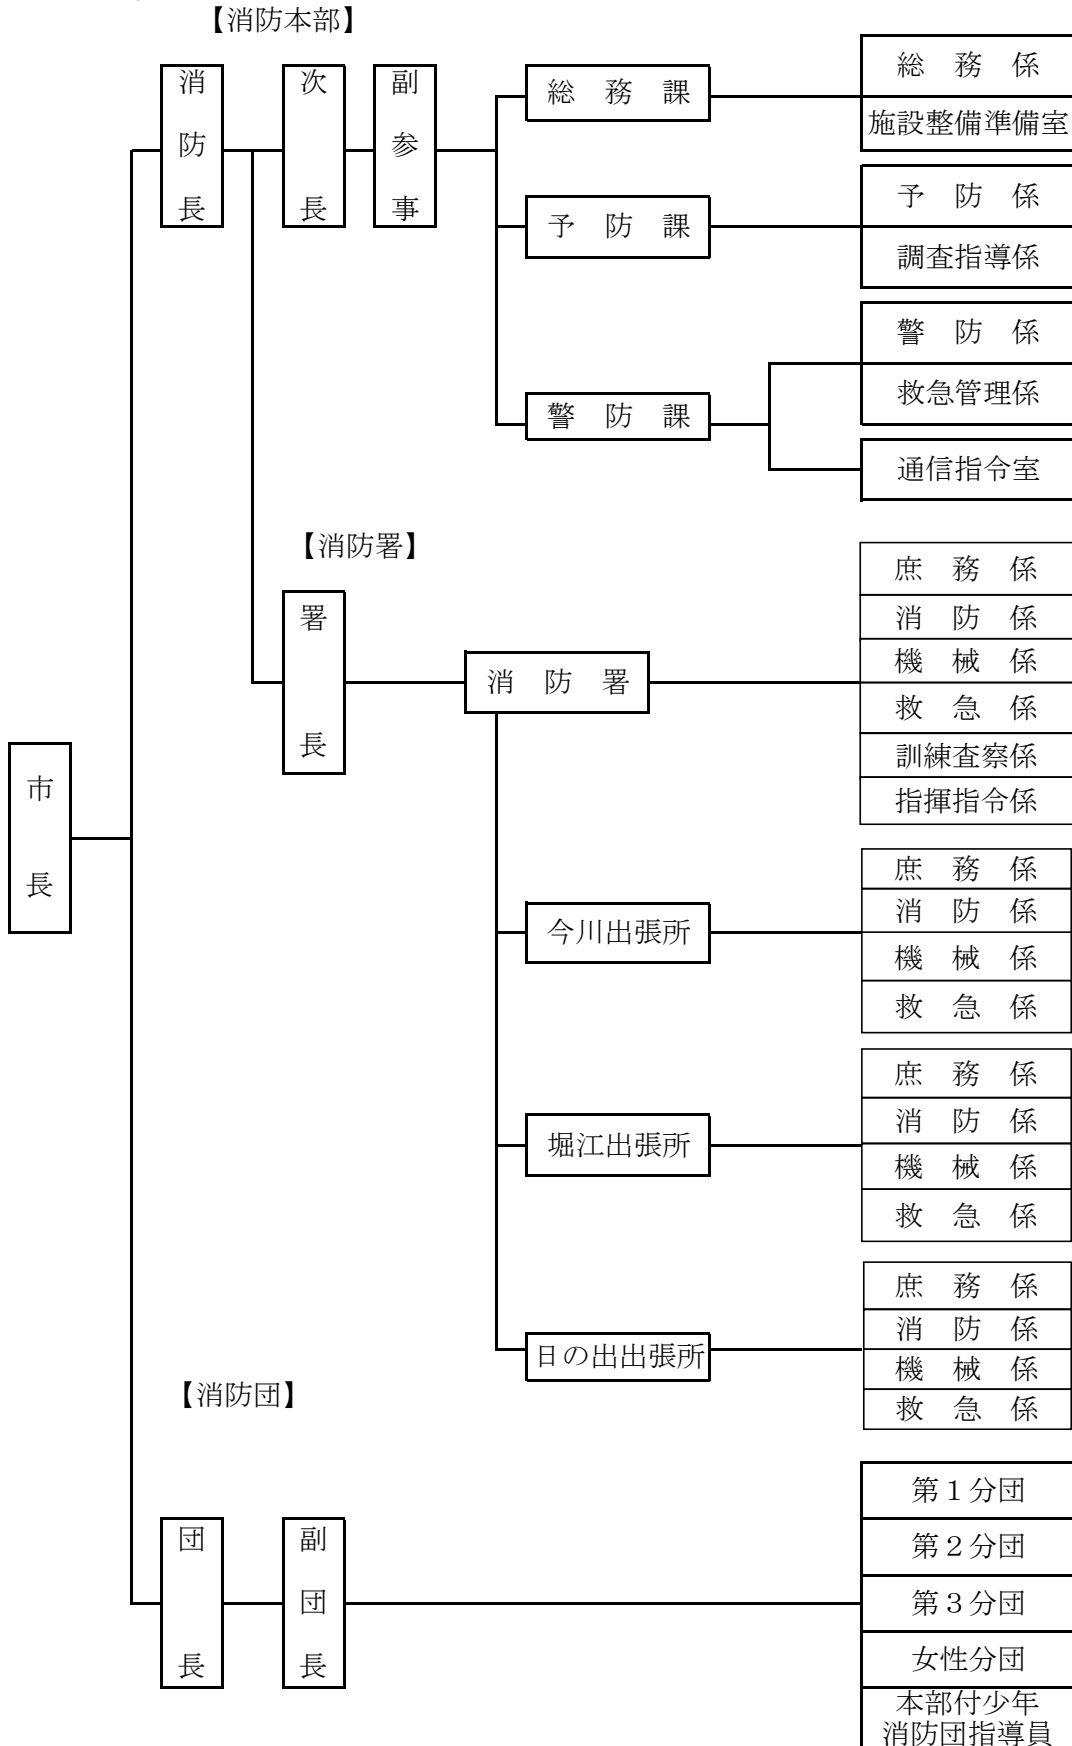 【消防本部】
消防長
次長
副参事
総務課
総務係
施設整備準備室
予防課
予防係
調査指導係
警防課
警防係
救急管理係
通信指令室
【消防署】
署長
消防署
庶務係
消防係
機械係
救急係
訓練査察係
指揮指令係
市長
今川出張所
庶務係
消防係
機械係
救急係
堀江出張所
庶務係
消防係
機械係
救急係
日の出出張所
庶務係
消防係
機械係
救急係
【消防団】
団長
副団長
第１分団
第２分団
第３分団
女性分団
本部付少年
消防団指導員